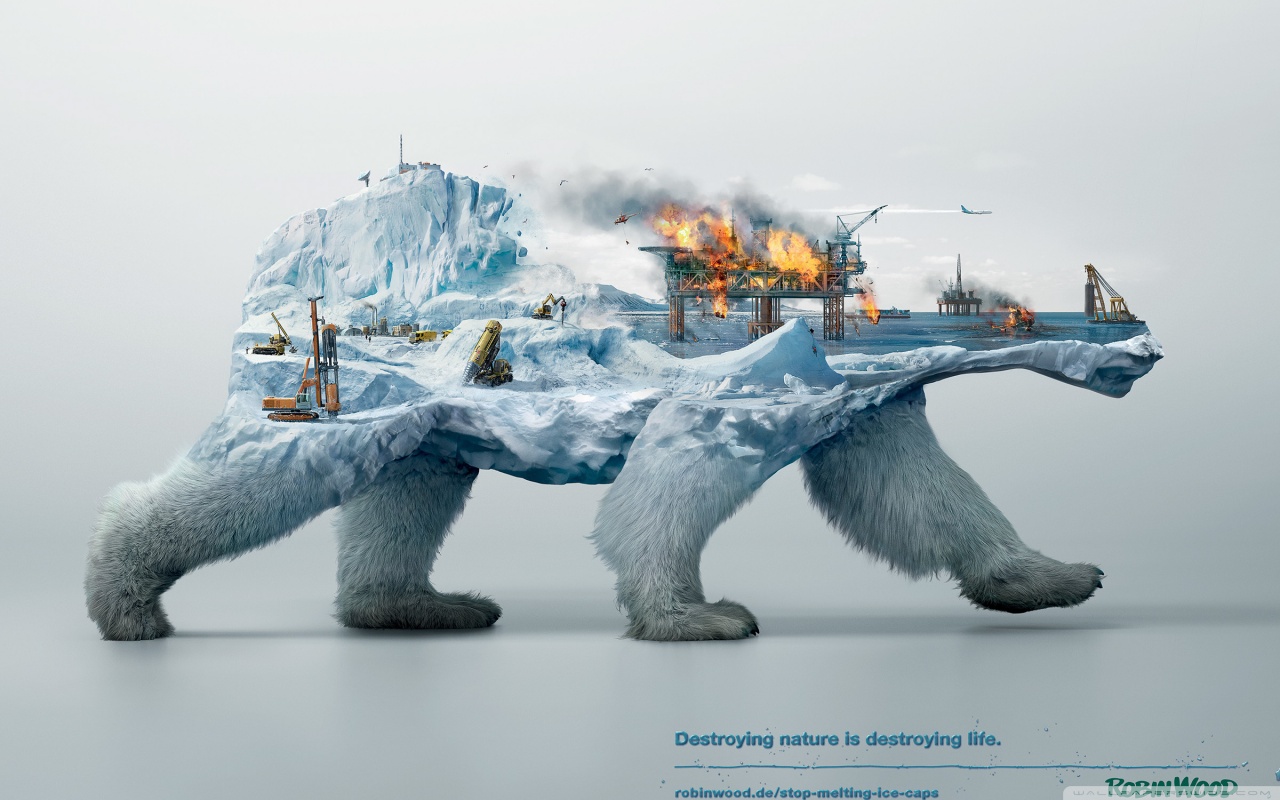 Destroying nature is destroying life.
robinwood.de/stop-melting-ice-caps
ROBIN WOOD